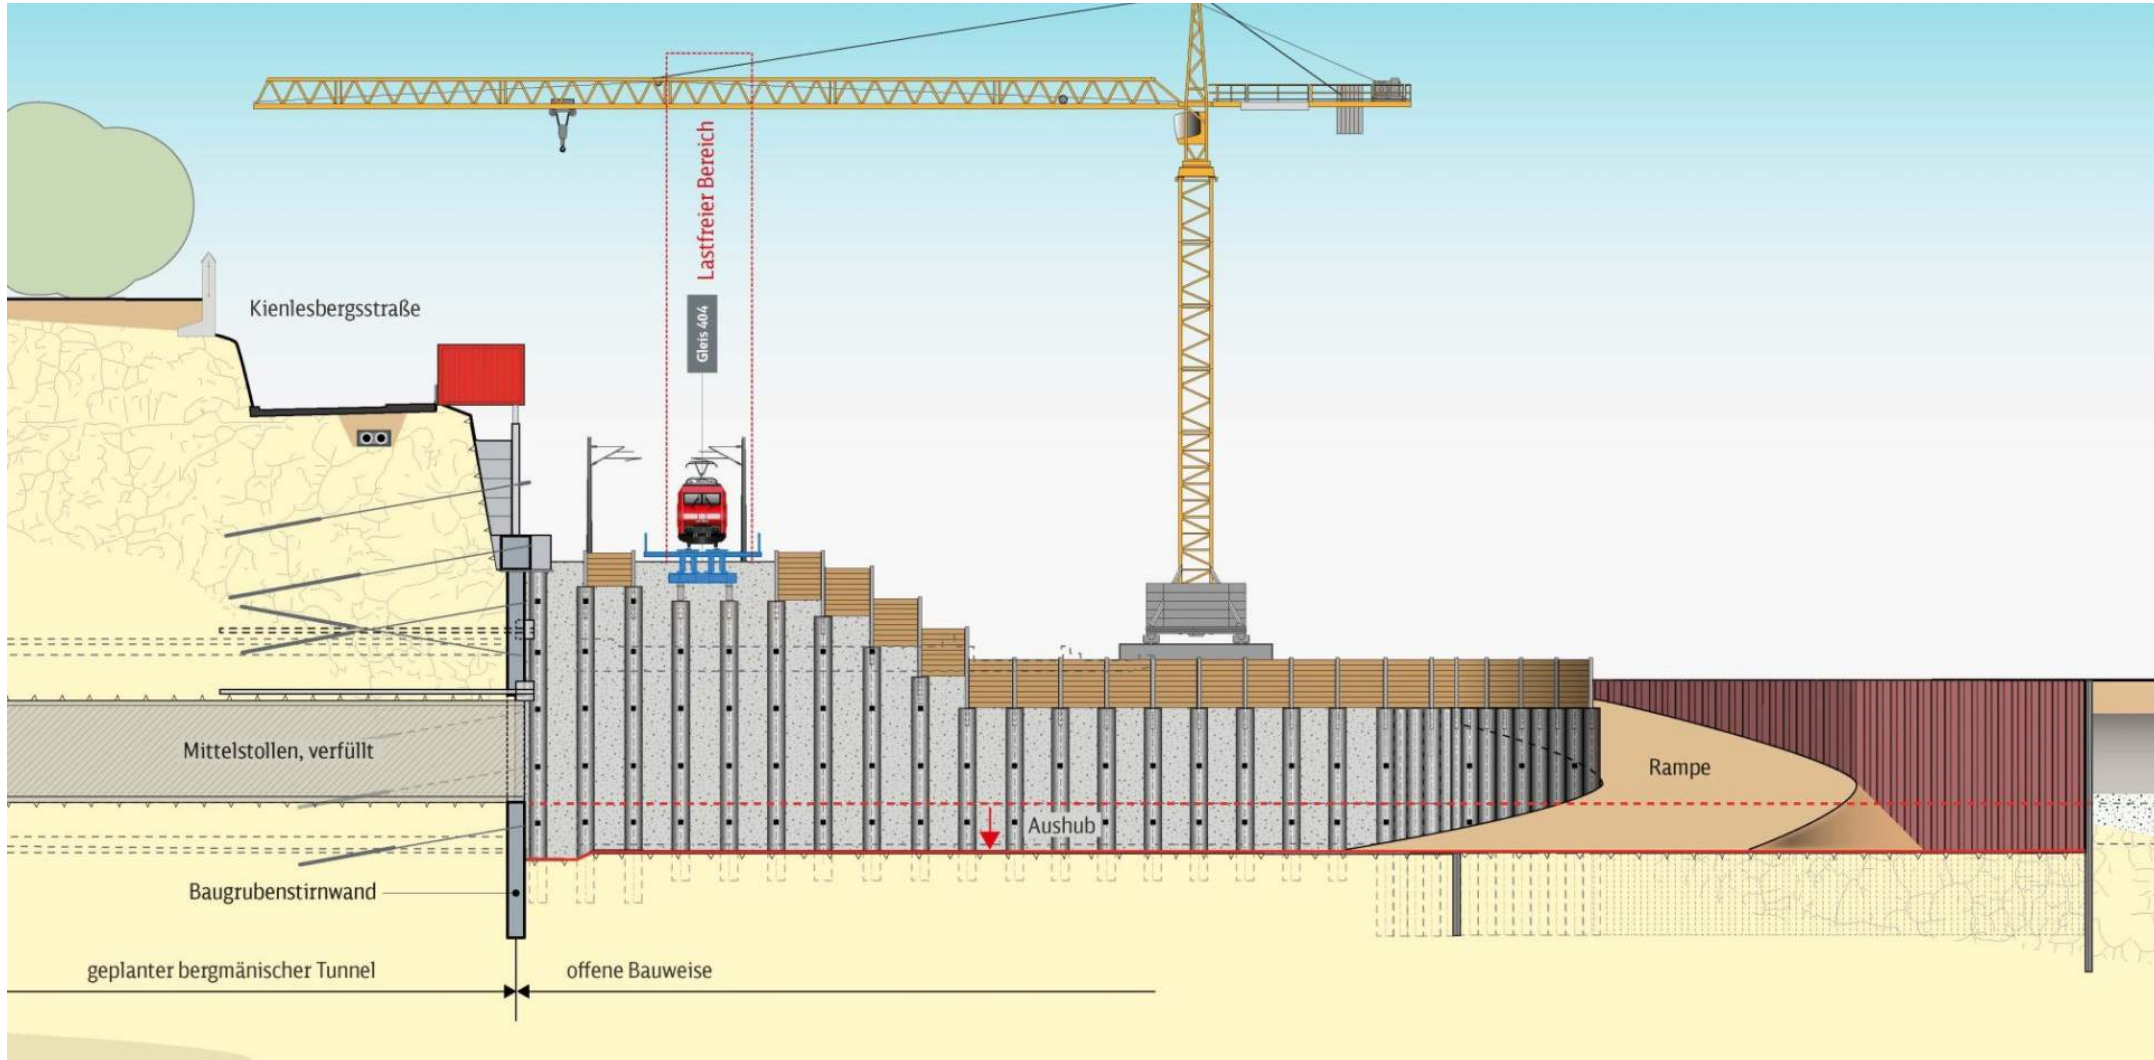 Lastfreier Bereich
Kienlesbergsstraße
Gleis 404
Mittelstollen, verfüllt
Rampe
Aushub
Baugrubenstirnwand
geplanter bergmänischer Tunnel
offene Bauweise